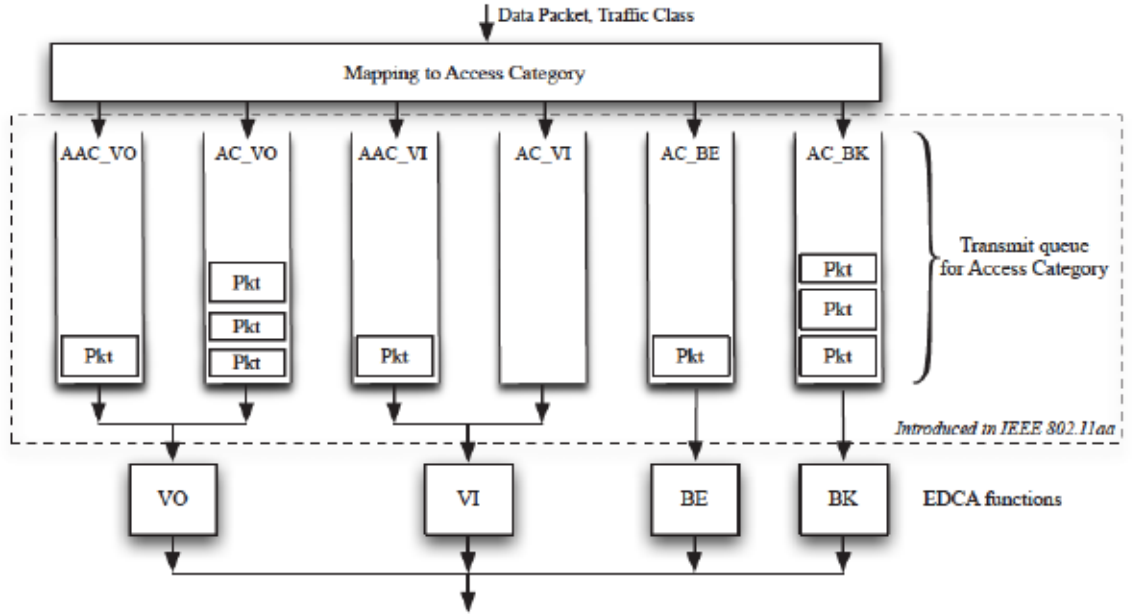 Data Packet, Traffic Class
Mapping to Access Category
AAC_VO
AC_VO
AAC_VI
AC_VI
AC_BE
AC_BK
Transmit queue
for Access Category
Pkt
Pkt
Pkt
Pkt
Pkt
Pkt
Pkt
Pkt
Pkt
Introduced in IEEE 802.11aa
VO
VI
BE
BK
EDCA functions